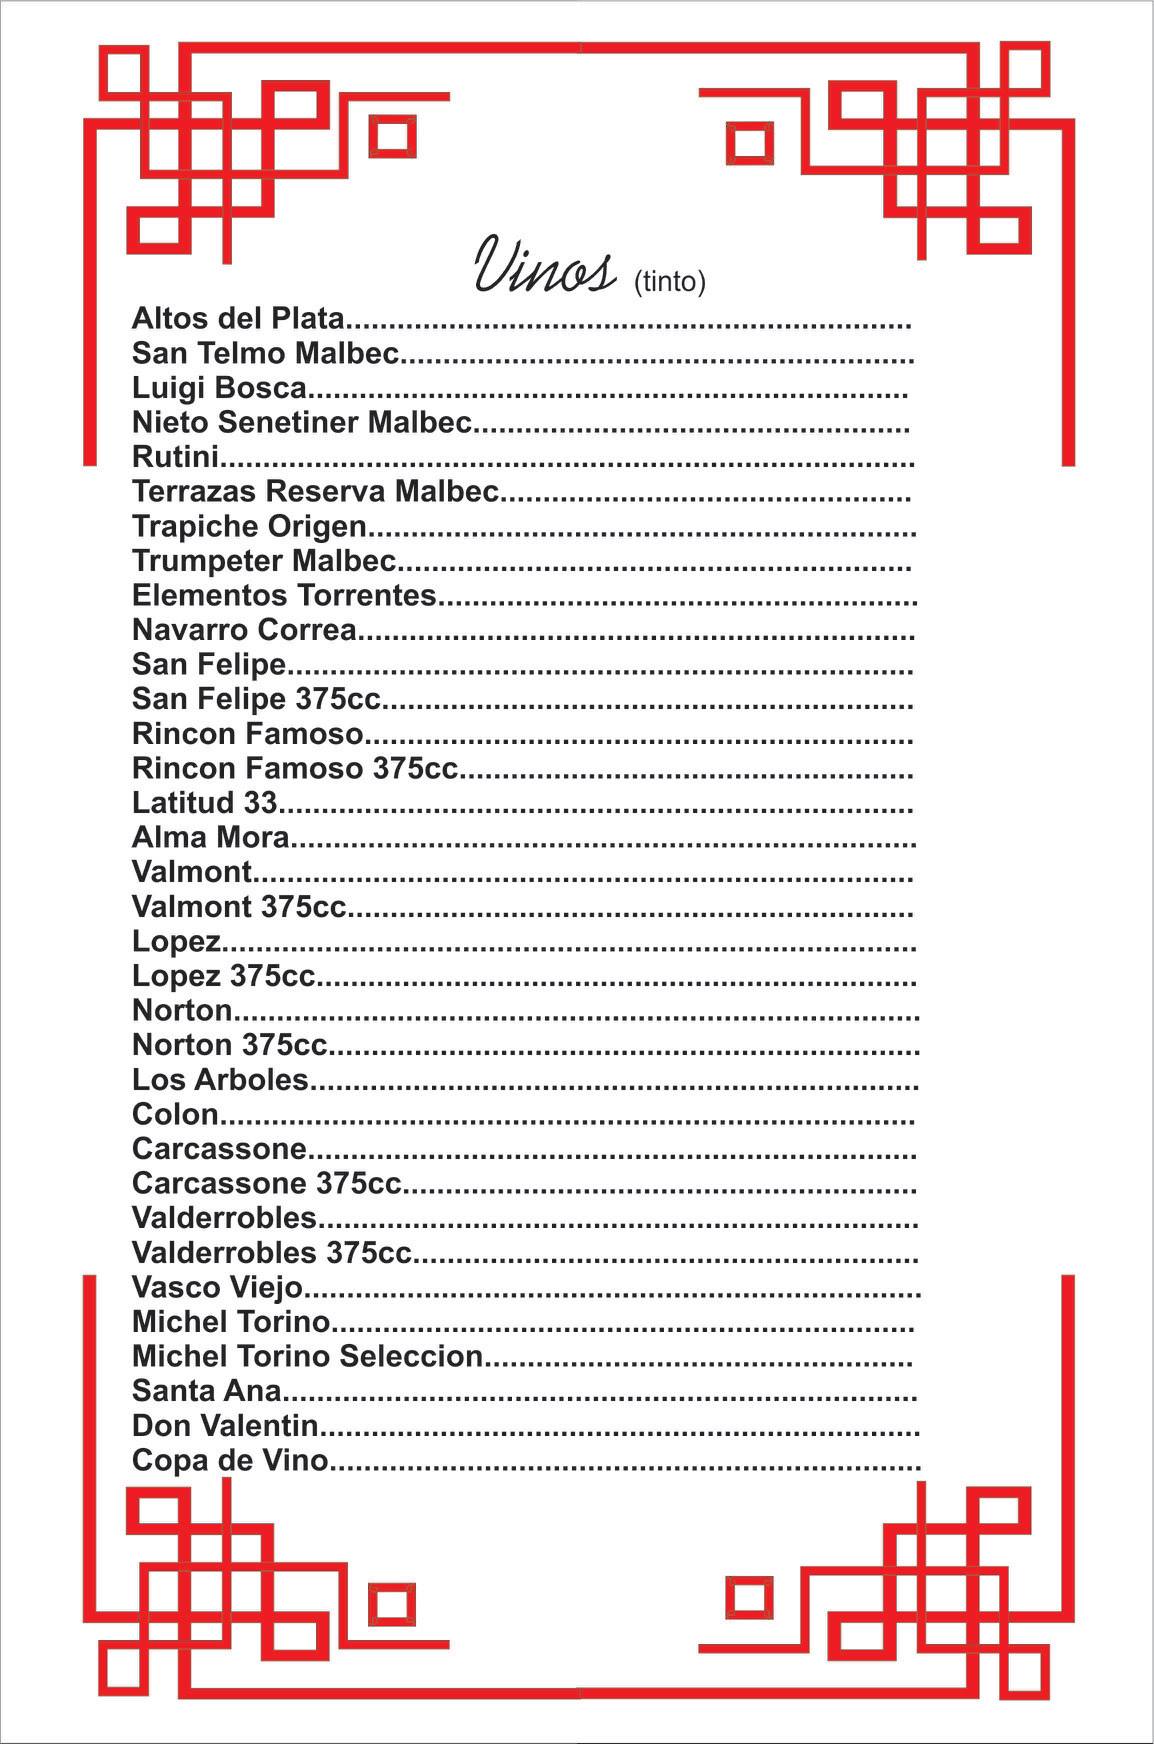 Vinos (tinto)
Altos del Plata..................................................................
San Telmo Malbec............................................................
Luigi Bosca......................................................................
Nieto Senetiner Malbec...................................................
Rutini.................................................................................
Terrazas Reserva Malbec................................................
Trapiche Origen................................................................
Trumpeter Malbec............................................................
Elementos Torrentes........................................................
Navarro Correa.................................................................
San Felipe.........................................................................
San Felipe 375cc..............................................................
Rincon Famoso................................................................
Rincon Famoso 375cc.....................................................
Latitud 33..........................................................................
Alma Mora.........................................................................
Valmont.............................................................................
Valmont 375cc..................................................................
Lopez.................................................................................
Lopez 375cc......................................................................
Norton................................................................................
Norton 375cc.....................................................................
Los Arboles.......................................................................
Colon.................................................................................
Carcassone.......................................................................
Carcassone 375cc............................................................
Valderrobles......................................................................
Valderrobles 375cc...........................................................
Vasco Viejo........................................................................
Michel Torino....................................................................
Michel Torino Seleccion..................................................
Santa Ana..........................................................................
Don Valentin......................................................................
Copa de Vino.....................................................................